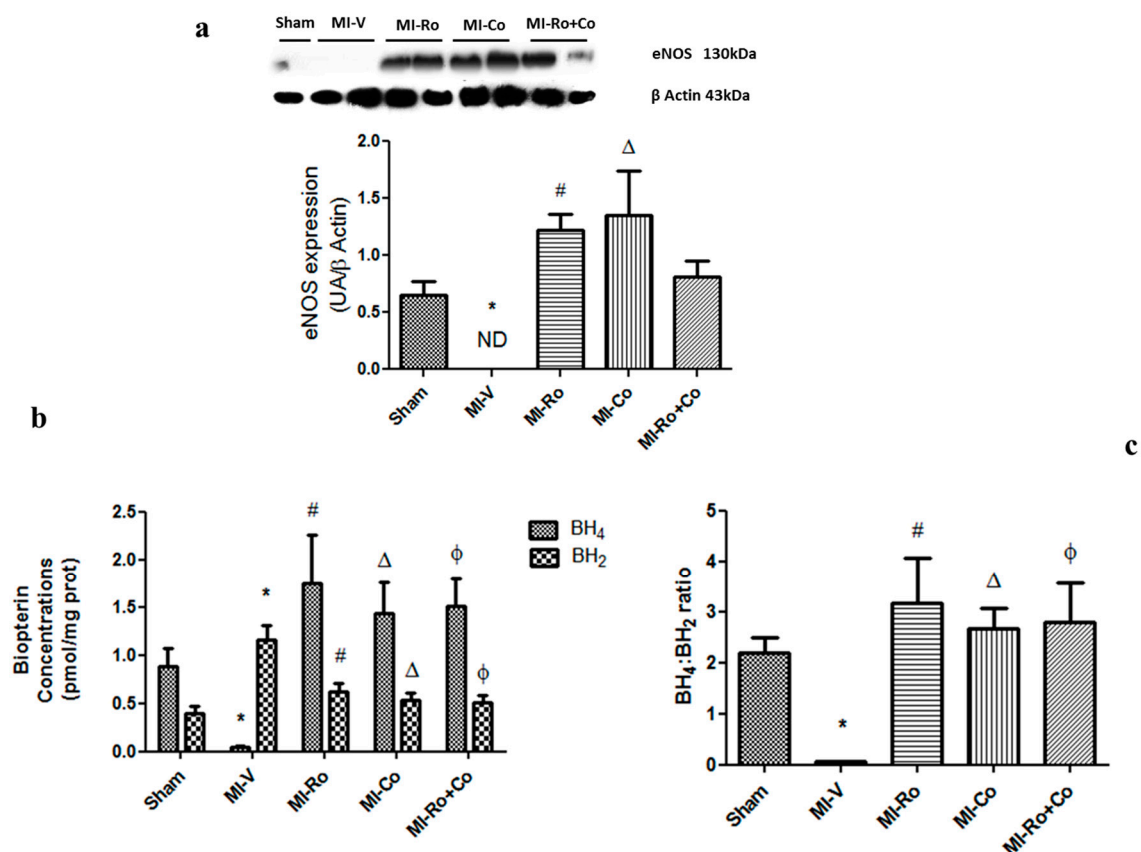 a
Sham MI-V MI-Ro MI-Co MI-Ro+Co
eNOS 130kDa
β Actin 43kDa
eNOS expression
(UA/β Actin)
2.0
1.5
1.0
0.5
0.0
*
ND
#
Δ
Sham MI-V MI-Ro MI-Co MI-Ro+Co
b
Biopterin
Concentrations
(pmol/mg prot)
2.5
2.0
1.5
1.0
0.5
0.0
*
*
#
#
Δ
Δ
ϕ
ϕ
BH4
BH2
Sham MI-V MI-Ro MI-Co MI-Ro+Co
c
BH4:BH2 ratio
5
4
3
2
1
0
*
#
Δ
ϕ
Sham MI-V MI-Ro MI-Co MI-Ro+Co